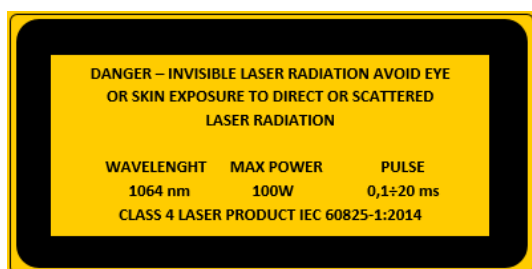 DANGER – INVISIBLE LASER RADIATION AVOID EYE
OR SKIN EXPOSURE TO DIRECT OR SCATTERED
LASER RADIATION
WAVELENGHT MAX POWER PULSE
1064 nm 100W 0,1÷20 ms
CLASS 4 LASER PRODUCT IEC 60825-1:2014